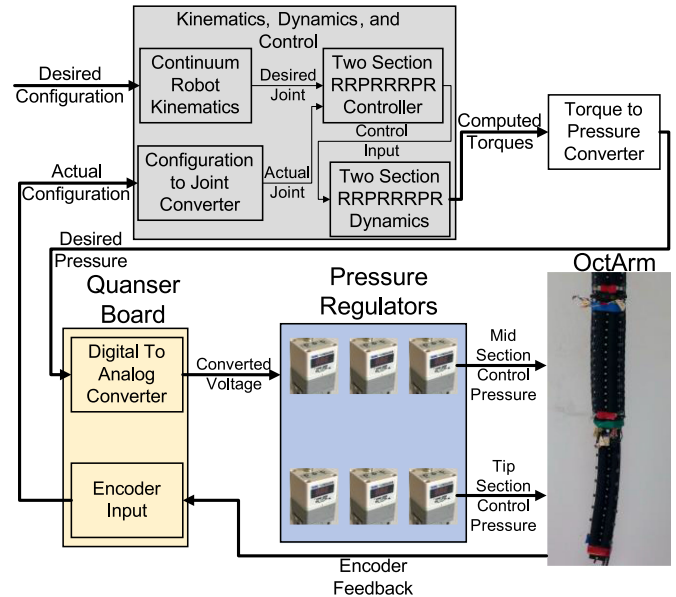 Kinematics, Dynamics, and
Control
Desired
Configuration
Continuum
Robot
Kinematics
Desired
Joint
Two Section
RRPRRRPR
Controller
Control
Input
Computed
Torques
Torque to
Pressure
Converter
Actual
Configuration
Configuration
to Joint
Converter
Actual
Joint
Two Section
RRPRRRPR
Dynamics
Desired
Pressure
Quanser
Board
Pressure
Regulators
OctArm
Digital To
Analog
Converter
Converted
Voltage
Mid
Section
Control
Pressure
Encoder
Input
Tip
Section
Control
Pressure
Encoder
Feedback